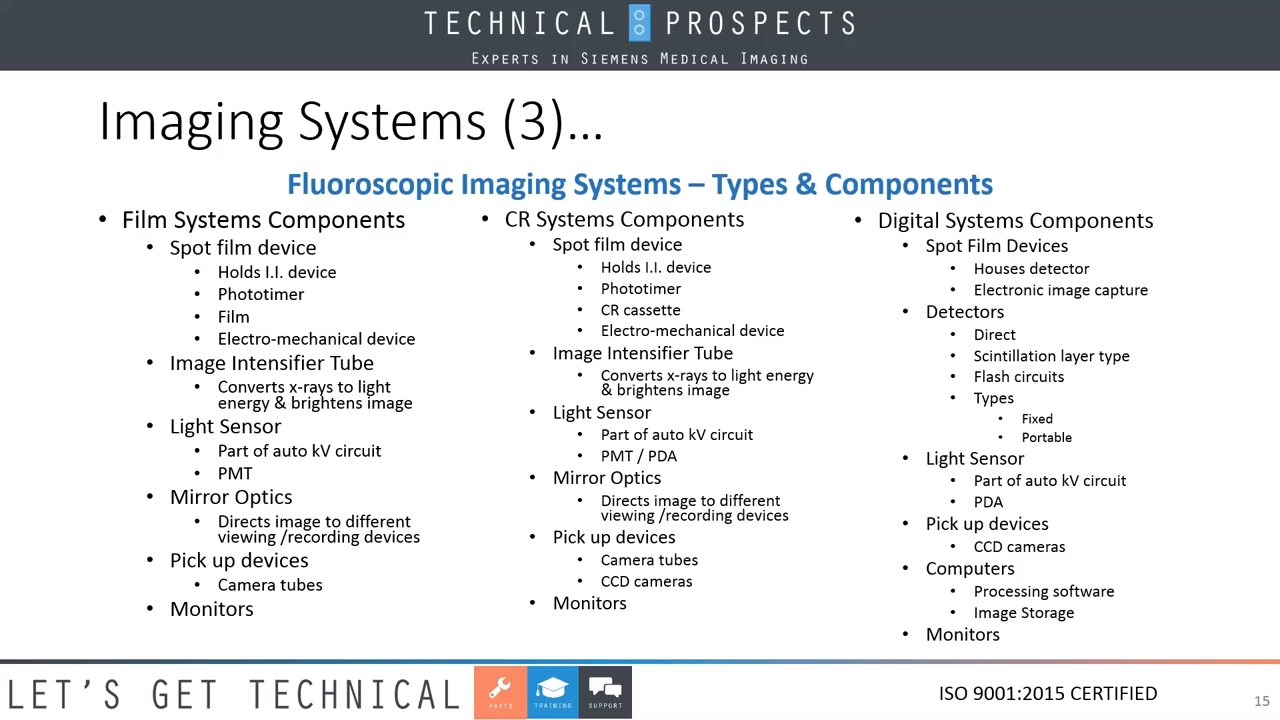 TECHNICAL PROSPECTS
EXPERTS IN SIEMENS MEDICAL IMAGING
Imaging Systems (3)…
Fluoroscopic Imaging Systems – Types & Components
• Film Systems Components
• Spot film device
• Holds I.I. device
• Phototimer
• Film
• Electro-mechanical device
• Image Intensifier Tube
• Converts x-rays to light
energy & brightens image
• Light Sensor
• Part of auto kV circuit
• PMT
• Mirror Optics
• Directs image to different
viewing /recording devices
• Pick up devices
• Camera tubes
• Monitors
• CR Systems Components
• Spot film device
• Holds I.I. device
• Phototimer
• CR cassette
• Electro-mechanical device
• Image Intensifier Tube
• Converts x-rays to light energy
& brightens image
• Light Sensor
• Part of auto kV circuit
• PMT / PDA
• Mirror Optics
• Directs image to different
viewing /recording devices
• Pick up devices
• Camera tubes
• CCD cameras
• Monitors
• Digital Systems Components
• Spot Film Devices
• Houses detector
• Electronic image capture
• Detectors
• Direct
• Scintillation layer type
• Flash circuits
• Types
• Fixed
• Portable
• Light Sensor
• Part of auto kV circuit
• PDA
• Pick up devices
• CCD cameras
• Computers
• Processing software
• Image Storage
• Monitors
LET'S GET TECHNICAL
PARTS
TRAINING
SUPPORT
ISO 9001:2015 CERTIFIED
15